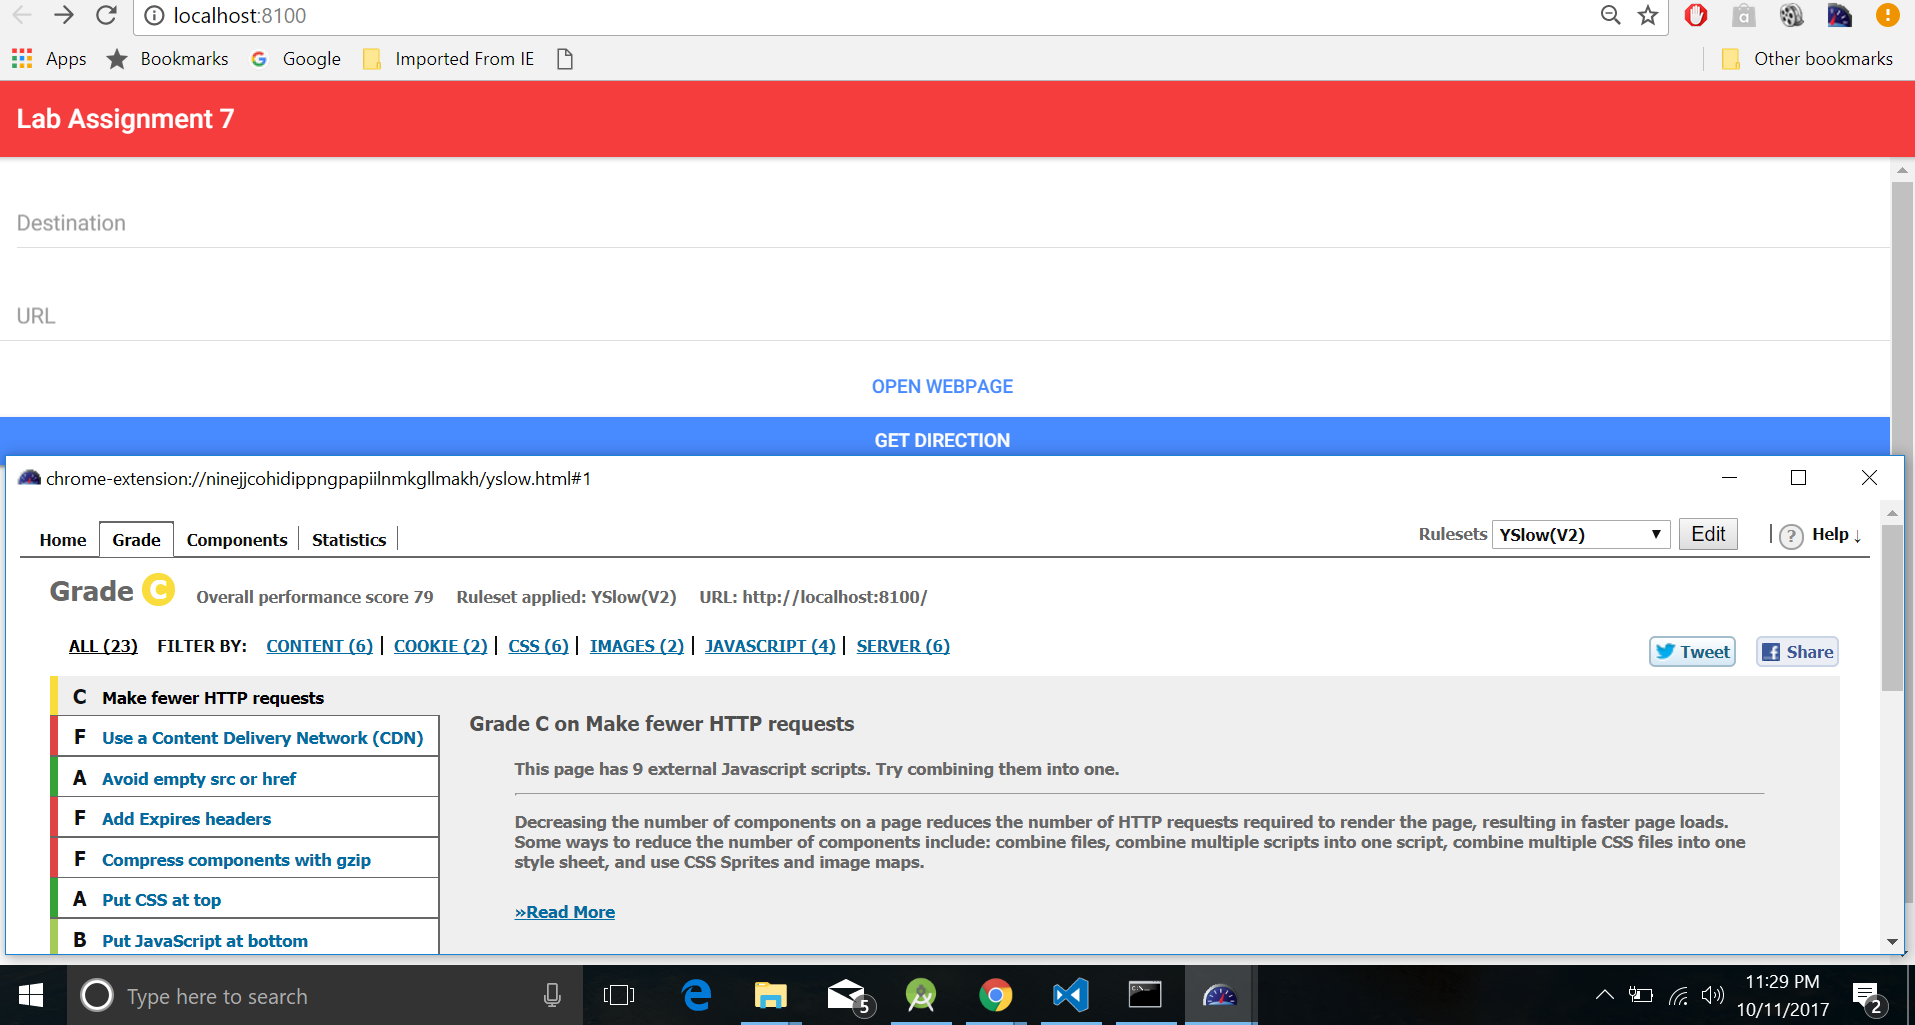 localhost:8100
Apps Bookmarks Google Imported From IE Other bookmarks
Lab Assignment 7
Destination
URL
OPEN WEBPAGE
GET DIRECTION
chrome-extension://ninejjcohidippngpapiilnmkgllmakh/yslow.html#1
Home Grade Components Statistics Rulesets YSlow(V2) Edit ? Help ↓
Grade C Overall performance score 79 Ruleset applied: YSlow(V2) URL: http://localhost:8100/
ALL (23) FILTER BY: CONTENT (6) COOKIE (2) CSS (6) IMAGES (2) JAVASCRIPT (4) SERVER (6)
Tweet Share
C Make fewer HTTP requests
F Use a Content Delivery Network (CDN)
A Avoid empty src or href
F Add Expires headers
F Compress components with gzip
A Put CSS at top
B Put JavaScript at bottom
Grade C on Make fewer HTTP requests
This page has 9 external Javascript scripts. Try combining them into one.
Decreasing the number of components on a page reduces the number of HTTP requests required to render the page, resulting in faster page loads.
Some ways to reduce the number of components include: combine files, combine multiple scripts into one script, combine multiple CSS files into one
style sheet, and use CSS Sprites and image maps.
»Read More
Type here to search
5
11:29 PM
10/11/2017
2